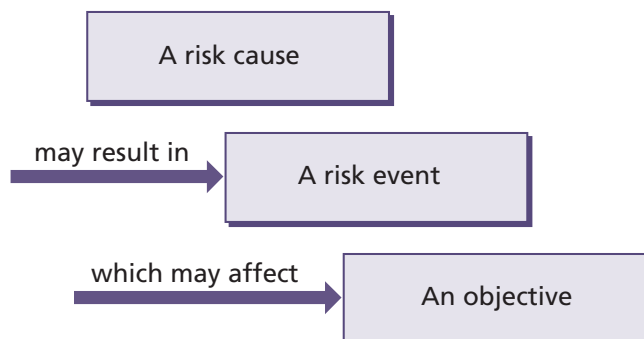 A risk cause
may result in
A risk event
which may affect
An objective